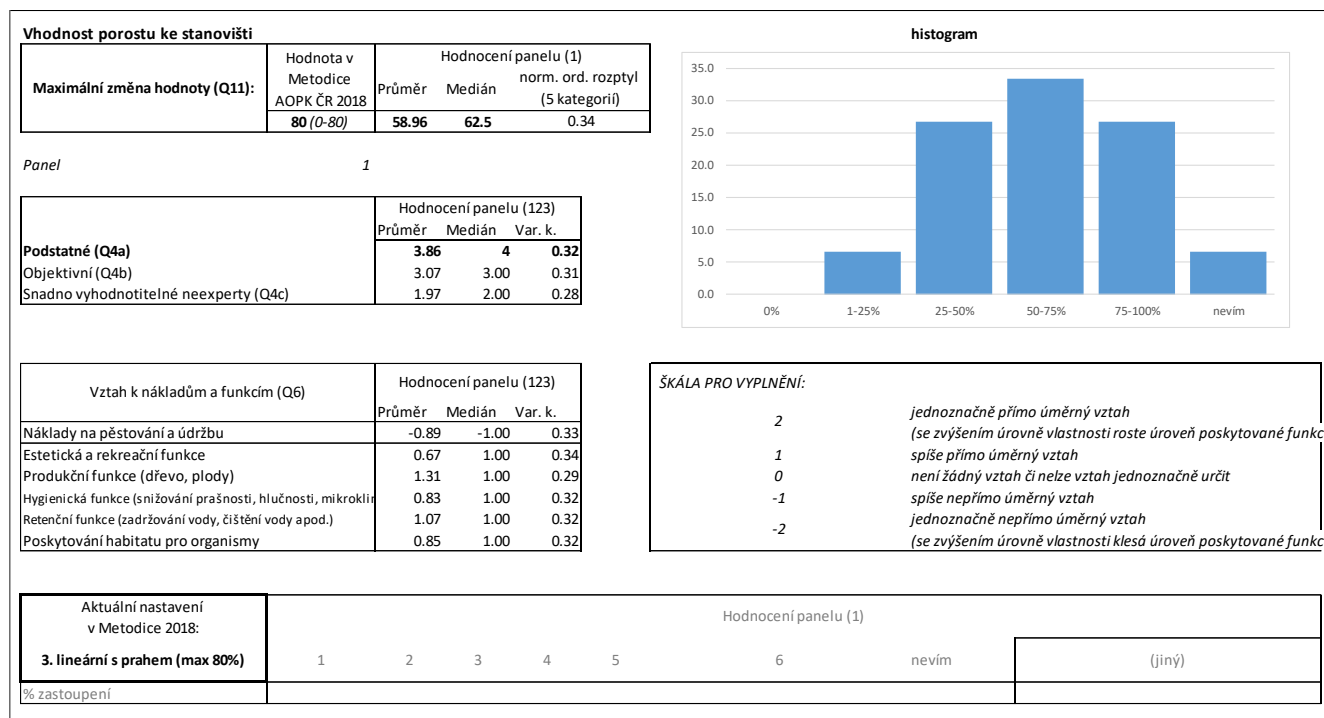 Vhodnost porostu ke stanovišti
Maximální změna hodnoty (Q11):
Hodnota v
Metodice
AOPK ČR 2018
Hodnocení panelu (1)
Průměr Medián norm. ord. rozptyl
(5 kategorií)
80 (0-80) 58.96 62.5 0.34
Panel 1
Hodnocení panelu (123)
Průměr Medián Var. k.
Podstatné (Q4a) 3.86 4 0.32
Objektivní (Q4b) 3.07 3.00 0.31
Snadno vyhodnotitelné neexperty (Q4c) 1.97 2.00 0.28
histogram
35.0
30.0
25.0
20.0
15.0
10.0
5.0
0.0
0% 1-25% 25-50% 50-75% 75-100% nevím
Vztah k nákladům a funkcím (Q6)
Hodnocení panelu (123)
Průměr Medián Var. k.
Náklady na pěstování a údržbu -0.89 -1.00 0.33
Estetická a rekreační funkce 0.67 1.00 0.34
Produkční funkce (dřevo, plody) 1.31 1.00 0.29
Hygienická funkce (snižování prašnosti, hlučnosti, mikroklir 0.83 1.00 0.32
Retenční funkce (zadržování vody, čištění vody apod.) 1.07 1.00 0.32
Poskytování habitatu pro organismy 0.85 1.00 0.32
ŠKÁLA PRO VYPLNĚNÍ:
2 jednoznačně přímo úměrný vztah
(se zvýšením úrovně vlastnosti roste úroveň poskytované funkc
1 spíše přímo úměrný vztah
0 není žádný vztah či nelze vztah jednoznačně určit
-1 spíše nepřímo úměrný vztah
-2 jednoznačně nepřímo úměrný vztah
(se zvýšením úrovně vlastnosti klesá úroveň poskytované funkc
Aktuální nastavení
v Metodice 2018:
3. lineární s prahem (max 80%)
Hodnocení panelu (1)
1 2 3 4 5 6 nevím (jiný)
% zastoupení